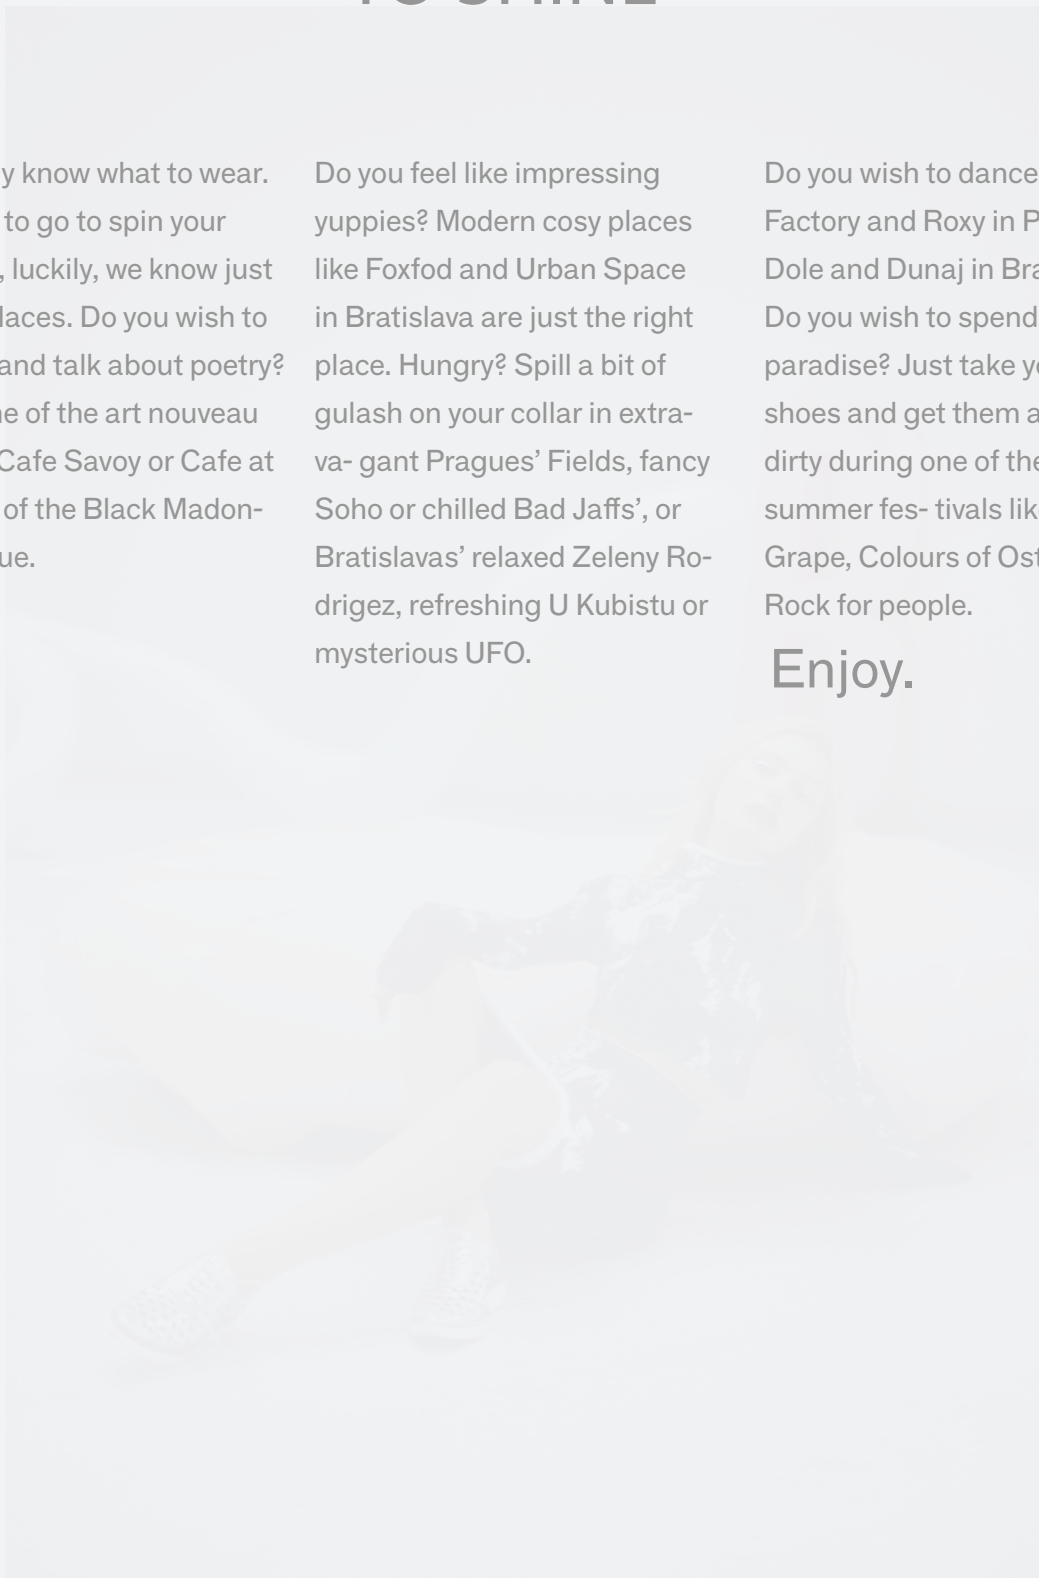 TO SHINE
y know what to wear.
to go to spin your
, luckily, we know just
laces. Do you wish to
and talk about poetry?
e of the art nouveau
Cafe Savoy or Cafe at
of the Black Madon-
ue.
Do you feel like impressing
yuppies? Modern cosy places
like Foxfod and Urban Space
in Bratislava are just the right
place. Hungry? Spill a bit of
gulash on your collar in extra-
va- gant Pragues’ Fields, fancy
Soho or chilled Bad Jaffs’, or
Bratislavas’ relaxed Zeleny Ro-
drigez, refreshing U Kubistu or
mysterious UFO.
Do you wish to dance
Factory and Roxy in P
Dole and Dunaj in Bra
Do you wish to spend
paradise? Just take yo
shoes and get them a
dirty during one of the
summer fes- tivals like
Grape, Colours of Ost
Rock for people.
Enjoy.